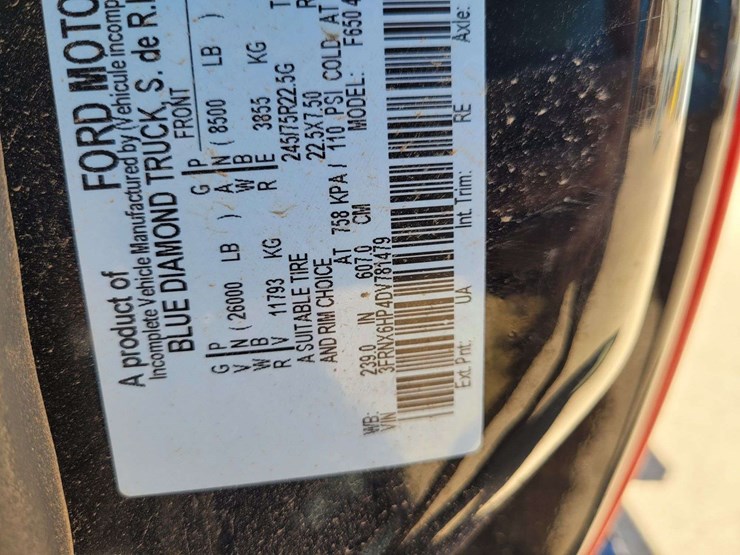 A product of FORD MOTO
Incomplete Vehicle Manufactured by (Vehicule Incomp
BLUE DIAMOND TRUCK, S. de R.
FRONT
G P
V N ( 26000 LB )
W B
R V 11793 KG
G P
A N ( 8500 LB )
W B
R E 3855 KG
A SUITABLE TIRE 245/75R22.5G
AND RIM CHOICE 22.5X7.50
AT 758 KPA / 110 PSI COLD AT
WB: 239.0 IN 607.0 CM MODEL: F650
VIN 3FRNX6HP4DV781479
Ext Pnt: UA Int Trim: RE Axle: